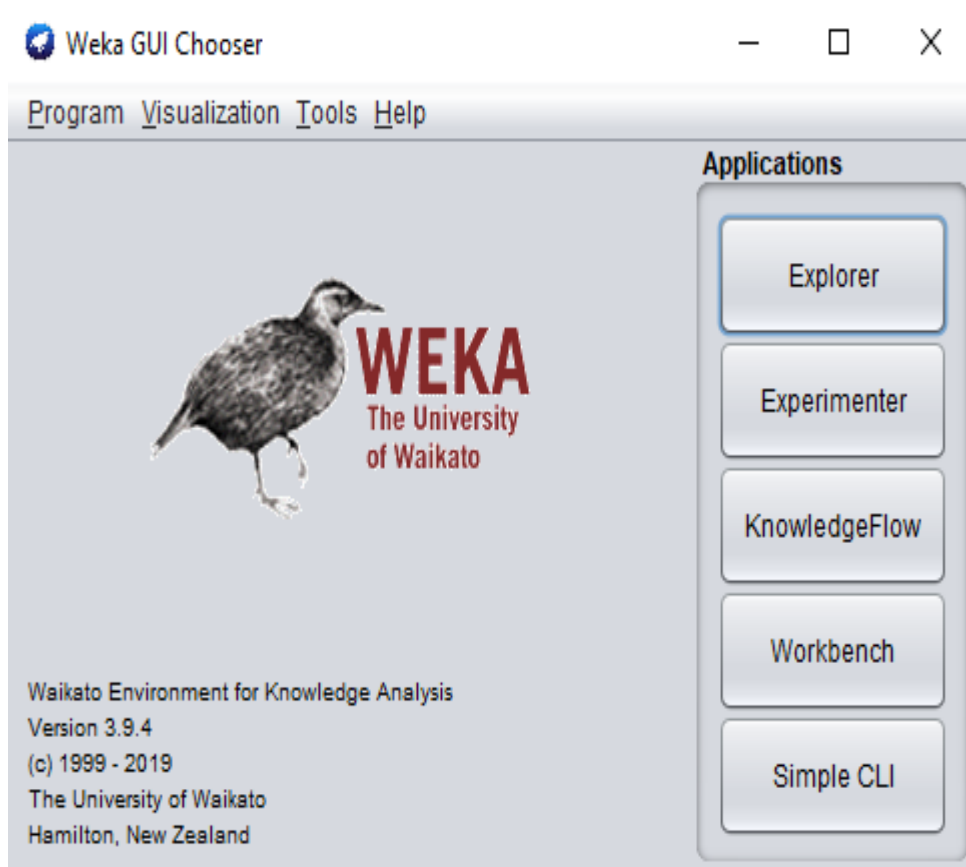 Weka GUI Chooser
Program Visualization Tools Help
Applications
Explorer
Experimenter
KnowledgeFlow
Workbench
Simple CLI
WEKA
The University
of Waikato
Waikato Environment for Knowledge Analysis
Version 3.9.4
(c) 1999 - 2019
The University of Waikato
Hamilton, New Zealand